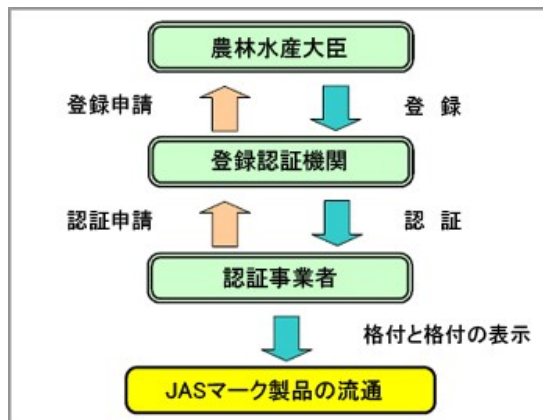 農林水産大臣
登録申請
登 録
登録認証機関
認証申請
認 証
認証事業者
格付と格付の表示
JASマーク製品の流通